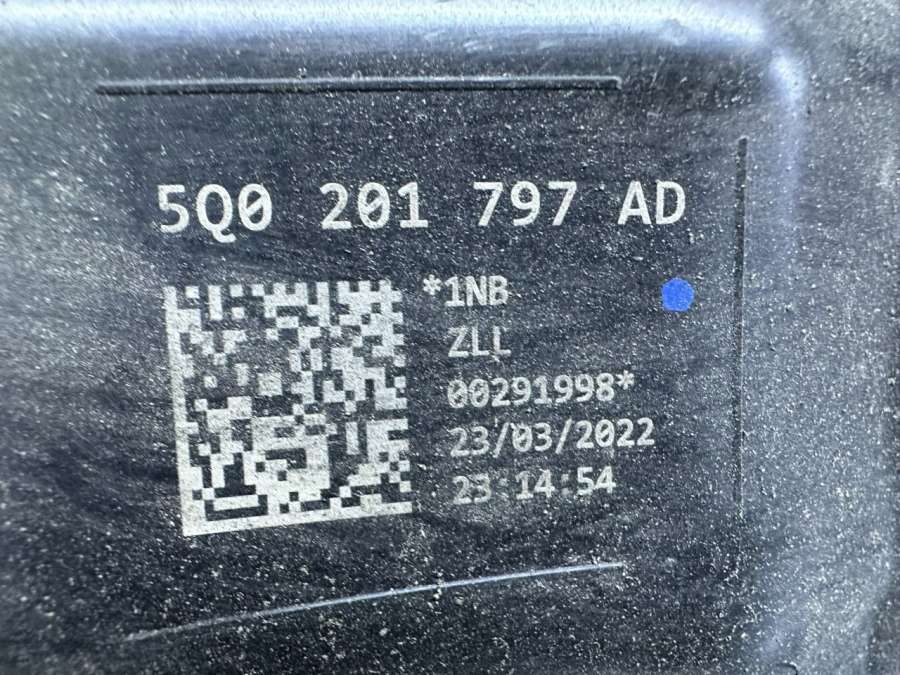 5Q0 201 797 AD
*1NB
ZLL
00291998*
23/03/2022
23:14:54